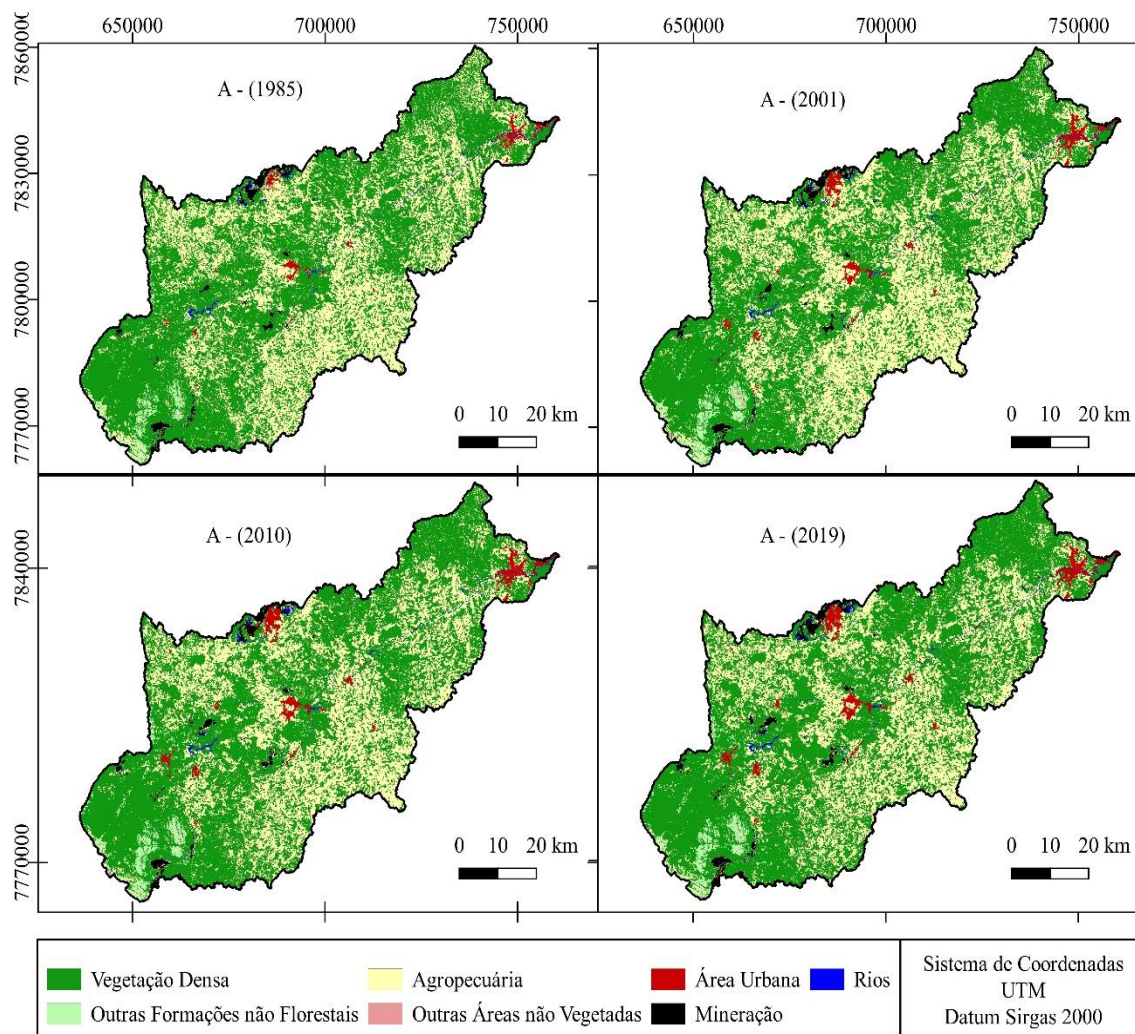 650000 700000 750000 650000 700000 750000
7860000
A - (1985)
A - (2001)
7830000
7800000
7770000
0 10 20 km
0 10 20 km
A - (2010)
A - (2019)
7840000
7770000
0 10 20 km
0 10 20 km
Vegetação Densa
Agropecuária
Área Urbana
Rios
Outras Formações não Florestais
Outras Áreas não Vegetadas
Mineração
Sistema de Coordenadas
UTM
Datum Sirgas 2000